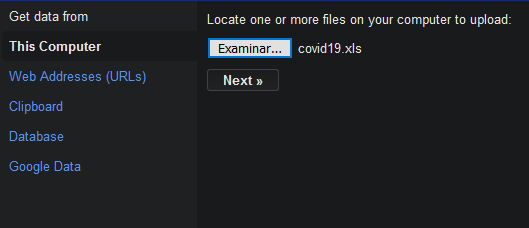 Get data from
This Computer
Web Addresses (URLs)
Clipboard
Database
Google Data
Locate one or more files on your computer to upload:
Examinar... covid19.xls
Next »